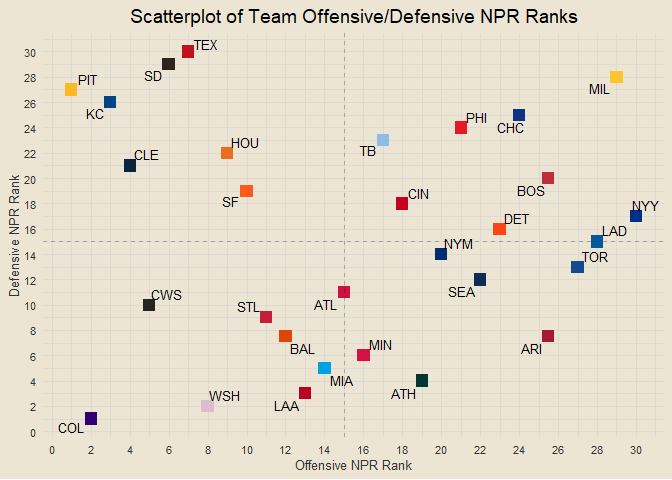 Scatterplot of Team Offensive/Defensive NPR Ranks
30
28
26
24
22
20
18
16
14
12
10
8
6
4
2
0
Defensive NPR Rank
TEX
SD
PIT
MIL
KC
PHI
CHC
TB
HOU
CLE
BOS
SF
CIN
NYY
DET
LAD
NYM
TOR
SEA
CWS
ATL
STL
BAL
ARI
MIN
MIA
ATH
LAA
WSH
COL
0 2 4 6 8 10 12 14 16 18 20 22 24 26 28 30
Offensive NPR Rank